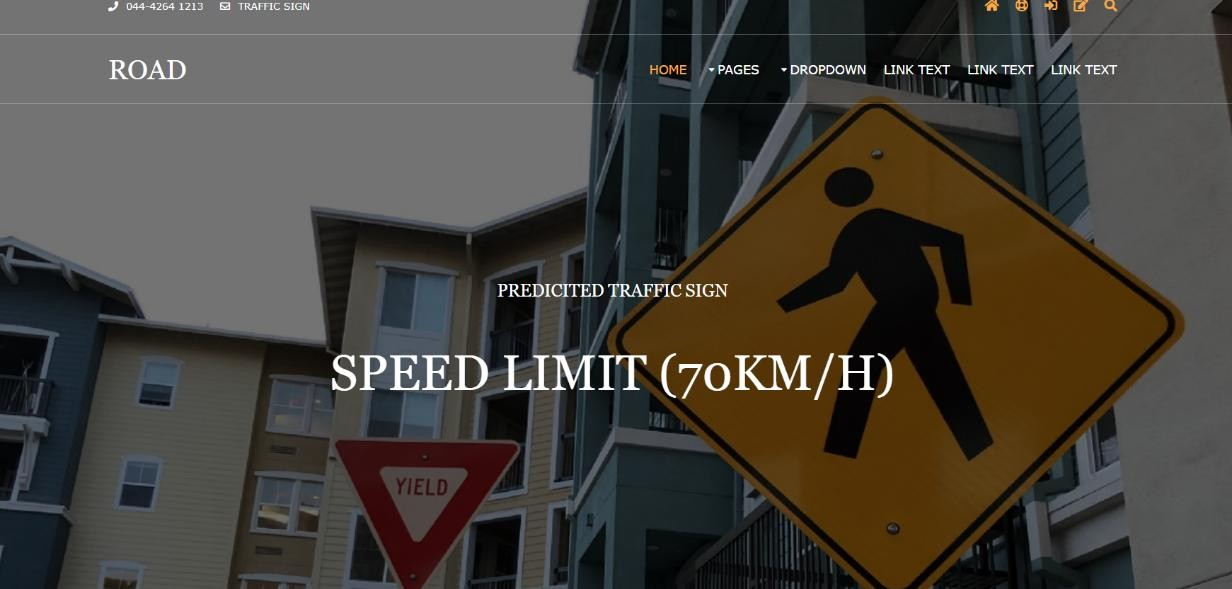 044-4264 1213 TRAFFIC SIGN
ROAD
HOME PAGES DROPDOWN LINK TEXT LINK TEXT LINK TEXT
PREDICITED TRAFFIC SIGN
SPEED LIMIT (70KM/H)
YIELD